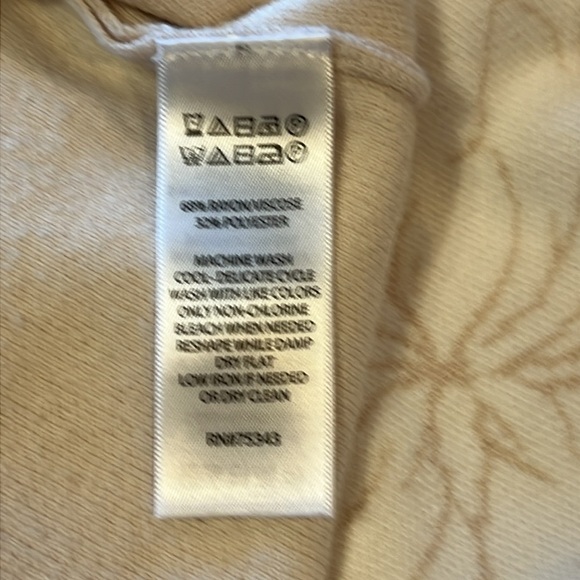 68% RAYON/VISCOSE
32% POLYESTER
MACHINE WASH
COOL-DELICATE CYCLE
WASH WITH LIKE COLORS
ONLY NON-CHLORINE
BLEACH WHEN NEEDED
RESHAPE WHILE DAMP
DRY FLAT
LOW IRON IF NEEDED
OR DRY CLEAN
RN#75343